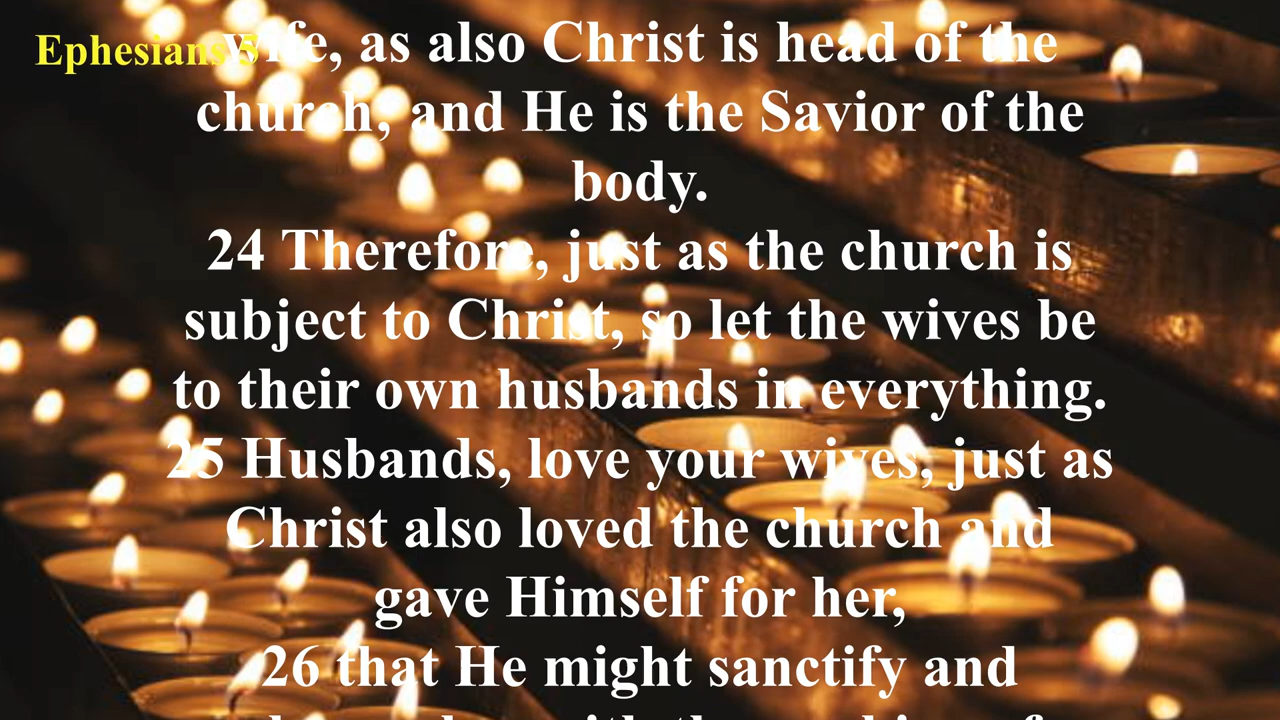 Ephesians 5
wife, as also Christ is head of the
church; and He is the Savior of the
body.
24 Therefore, just as the church is
subject to Christ, so let the wives be
to their own husbands in everything.
25 Husbands, love your wives, just as
Christ also loved the church and
gave Himself for her,
26 that He might sanctify and